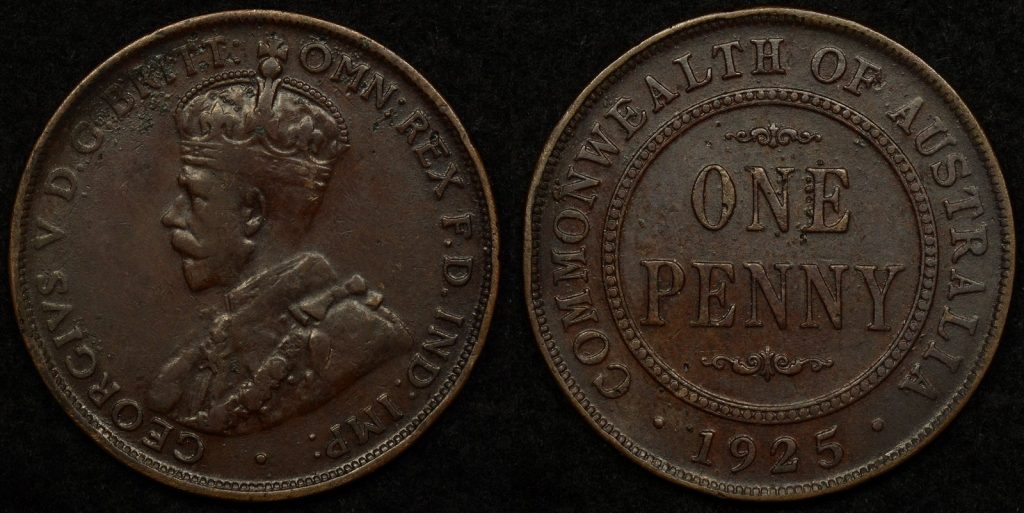 GEORGIVS V D.G.BRITT: OMN: REX F.D. IND: IMP:
COMMONWEALTH OF AUSTRALIA
ONE
PENNY
· 1925 ·